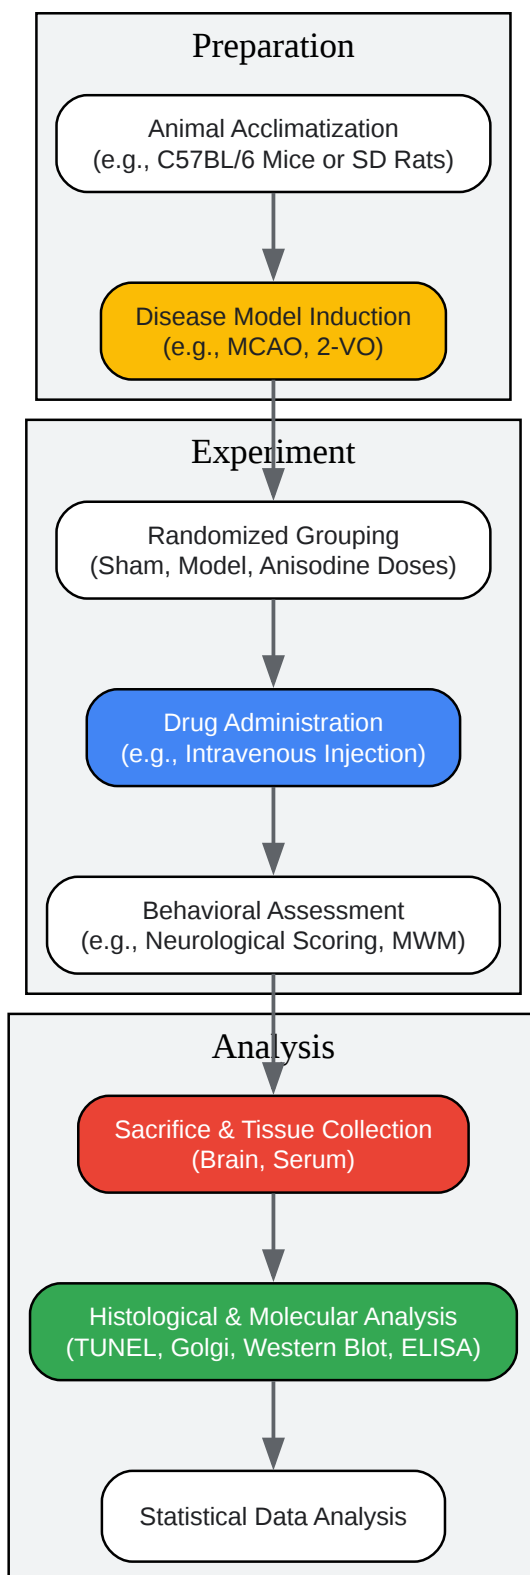 Preparation
Animal Acclimatization
(e.g., C57BL/6 Mice or SD Rats)
Disease Model Induction
(e.g., MCAO, 2-VO)
Experiment
Randomized Grouping
(Sham, Model, Anisodine Doses)
Drug Administration
(e.g., Intravenous Injection)
Behavioral Assessment
(e.g., Neurological Scoring, MWM)
Analysis
Sacrifice & Tissue Collection
(Brain, Serum)
Histological & Molecular Analysis
(TUNEL, Golgi, Western Blot, ELISA)
Statistical Data Analysis